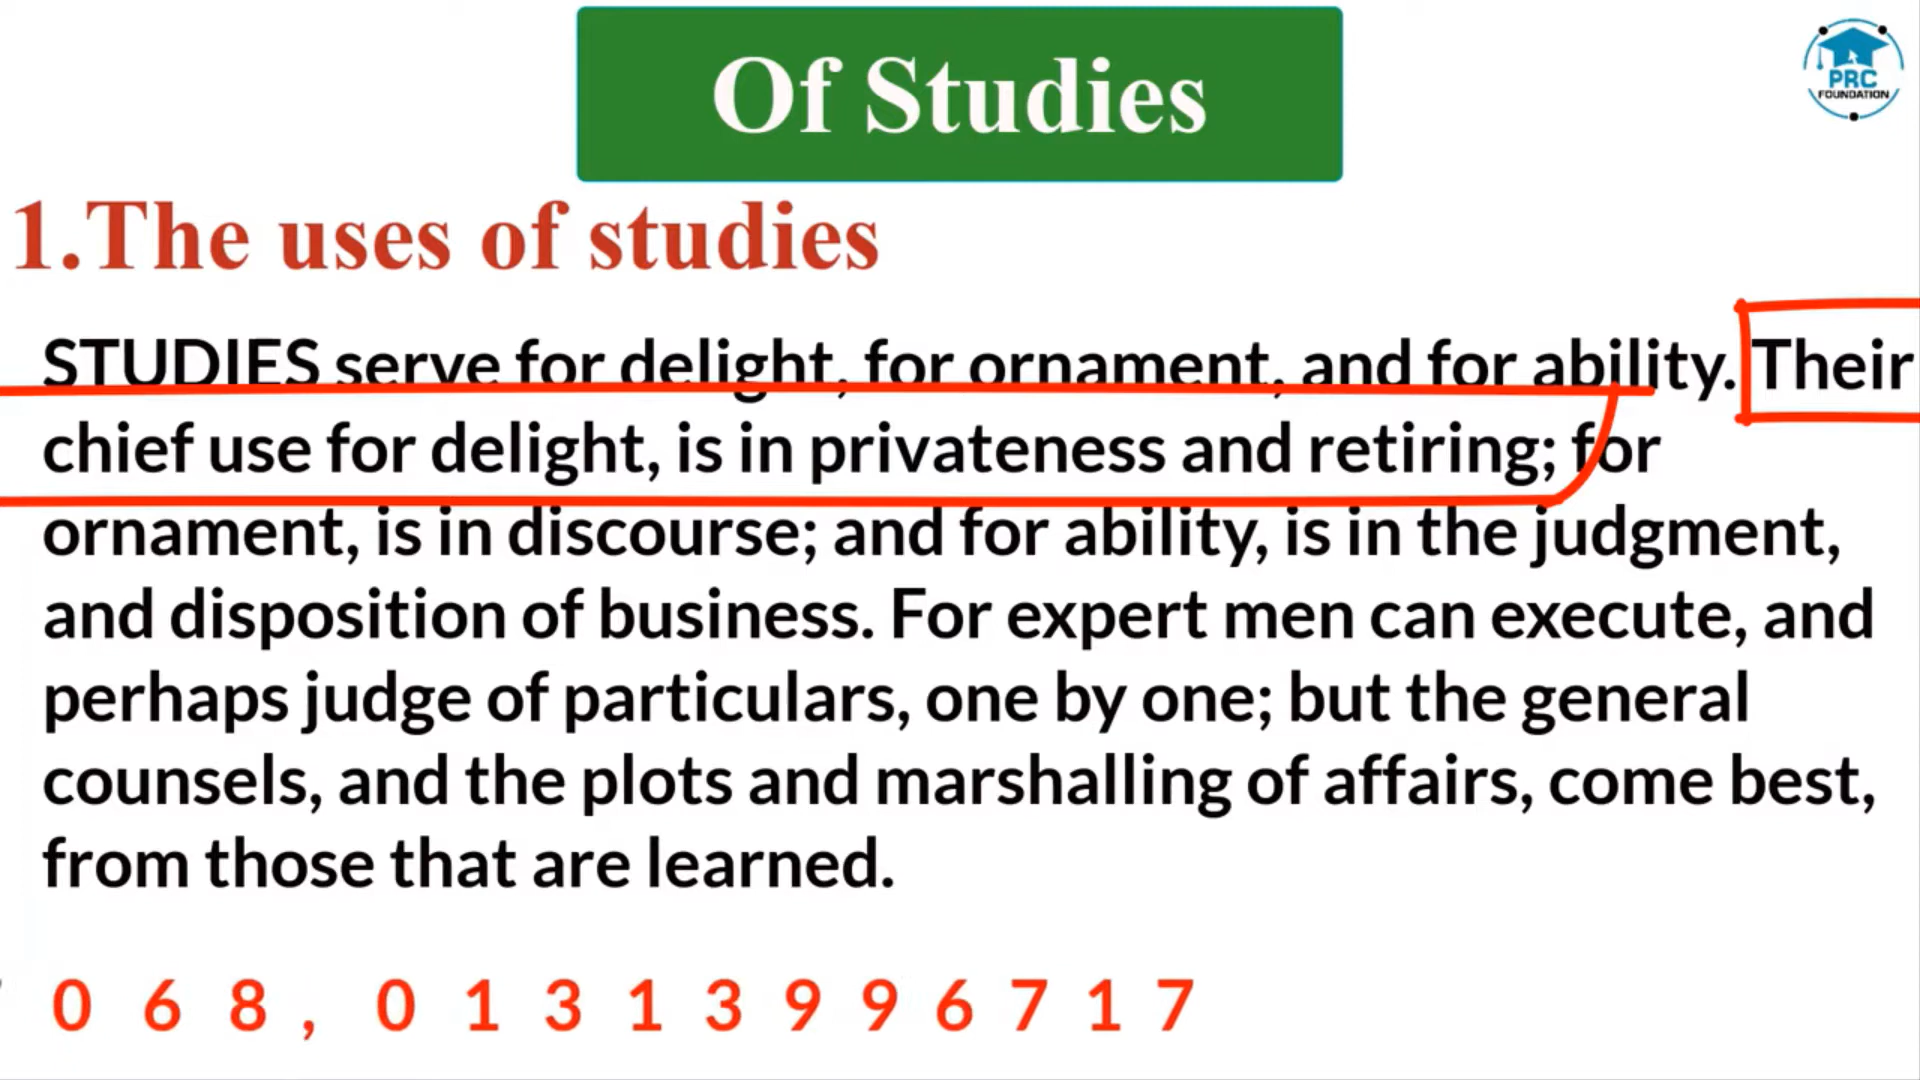 Of Studies
PRC
FOUNDATION
1.The uses of studies
STUDIES serve for delight, for ornament, and for ability. Their
chief use for delight, is in privateness and retiring; for
ornament, is in discourse; and for ability, is in the judgment,
and disposition of business. For expert men can execute, and
perhaps judge of particulars, one by one; but the general
counsels, and the plots and marshalling of affairs, come best,
from those that are learned.
0 6 8 , 0 1 3 1 3 9 9 6 7 1 7